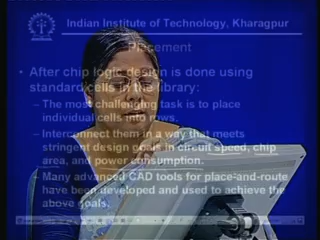 Indian Institute of Technology, Kharagpur
Placement
• After chip logic design is done using
standard cells in the library:
– The most challenging task is to place
individual cells into rows.
– Interconnect them in a way that meets
stringent design goals in circuit speed, chip
area, and power consumption.
– Many advanced CAD tools for place-and-route
have been developed and used to achieve the
above goals.